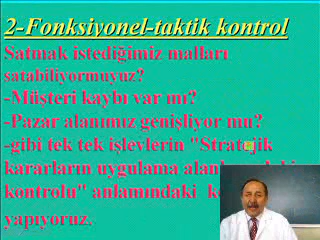 2-Fonksiyonel-taktik kontrol
Satmak istediğimiz malları
satabiliyormuyuz?
-Müşteri kaybı var mı?
-Pazar alanımız genişliyor mu?
-gibi tek tek işlevlerin "Stratejik
kararların uygulama
kontrolu" anlamındaki
yapıyoruz.